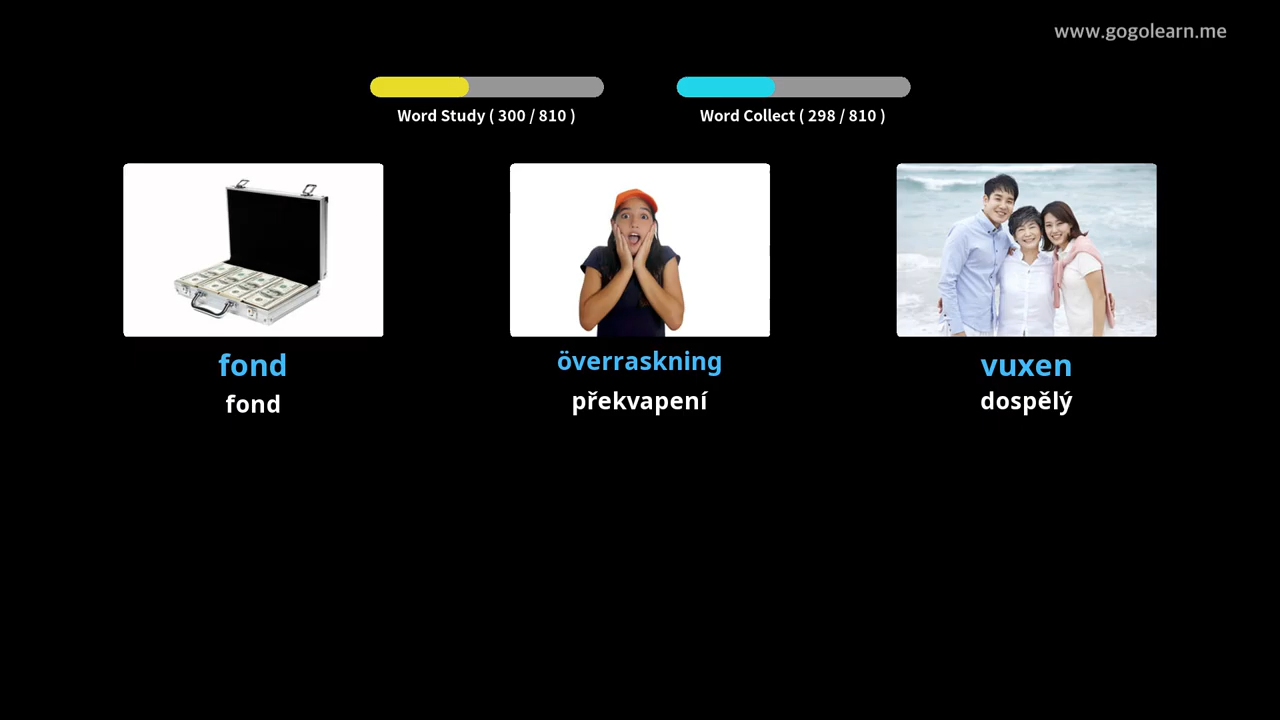 www.gogolearn.me
Word Study ( 300 / 810 )
Word Collect ( 298 / 810 )
fond
fond
överraskning
překvapení
vuxen
dospělý